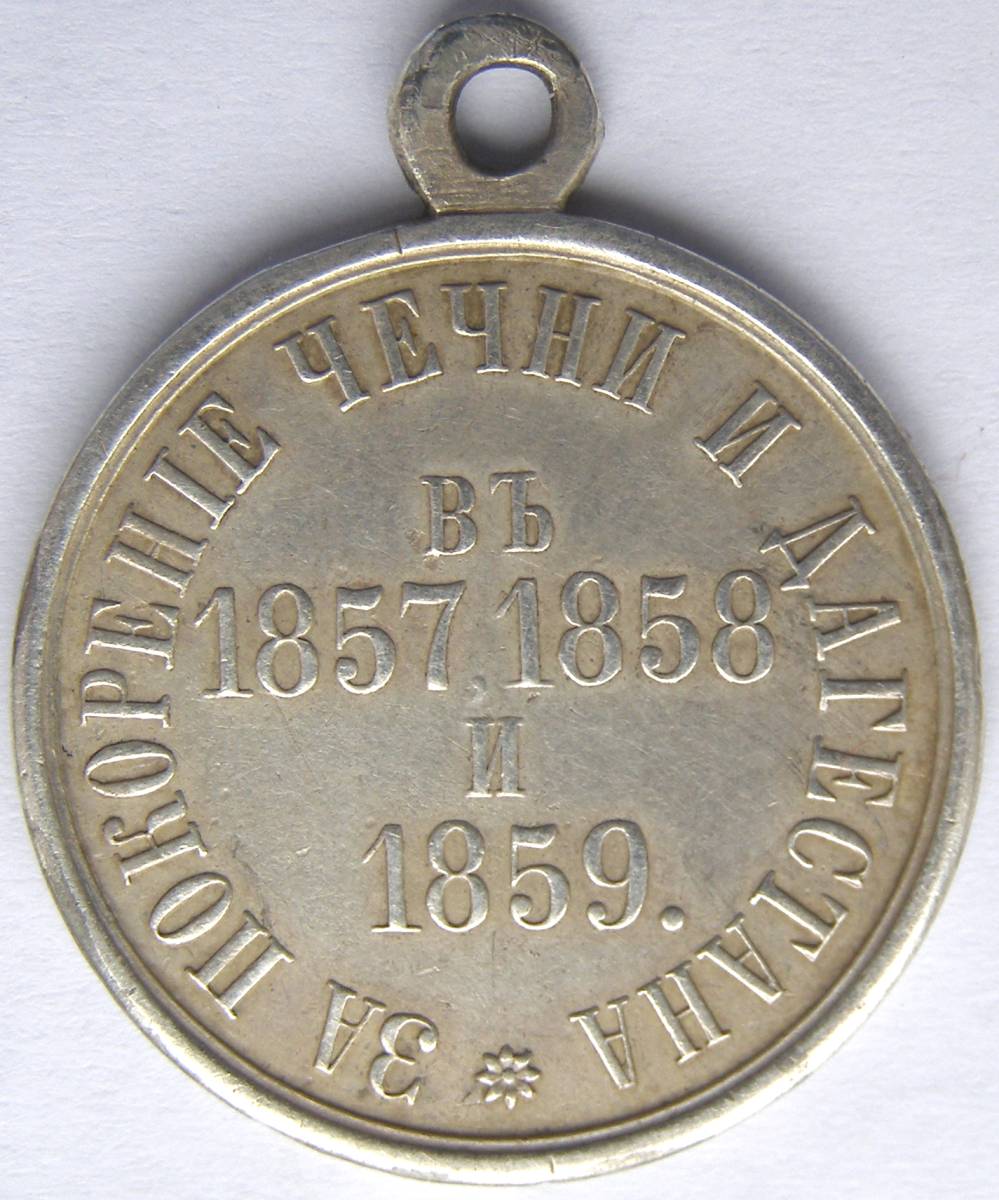 ЗА ПОКОРЕНІЕ ЧЕЧНИ И ДАГЕСТАНА
ВЪ
1857, 1858
И
1859.